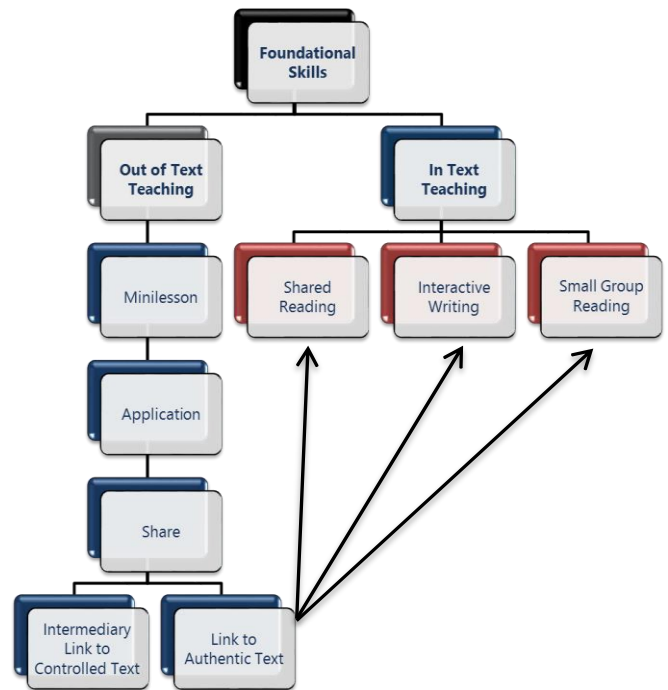 Foundational
Skills
Out of Text
Teaching
In Text
Teaching
Minilesson
Shared
Reading
Interactive
Writing
Small Group
Reading
Application
Share
Intermediary
Link to
Controlled Text
Link to
Authentic Text